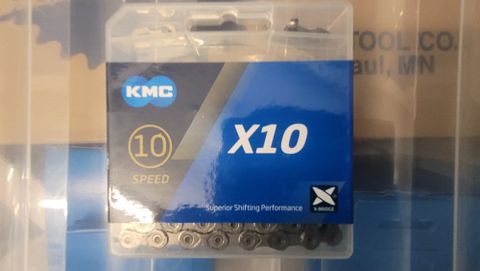 TOOL CO.
aul, MN
KMC
10
SPEED
X10
Superior Shifting Performance
X-BRIDGE